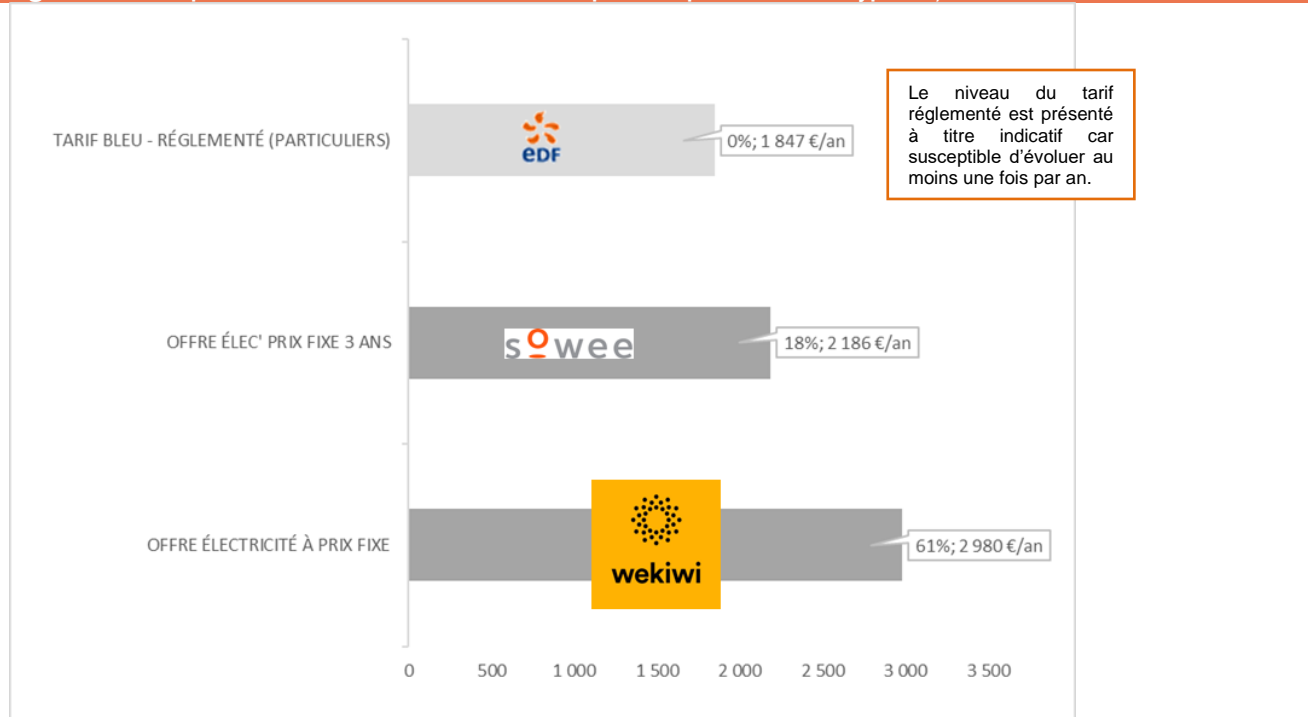 Le niveau du tarif
réglementé est présenté
à titre indicatif car
susceptible d'évoluer au
moins une fois par an.
TARIF BLEU - RÉGLEMENTÉ (PARTICULIERS)
eDF
0%; 1 847 €/an
OFFRE ÉLEC' PRIX FIXE 3 ANS
sowee
18%; 2 186 €/an
OFFRE ÉLECTRICITÉ À PRIX FIXE
wekiwi
61%; 2 980 €/an
0 500 1 000 1 500 2 000 2 500 3 000 3 500